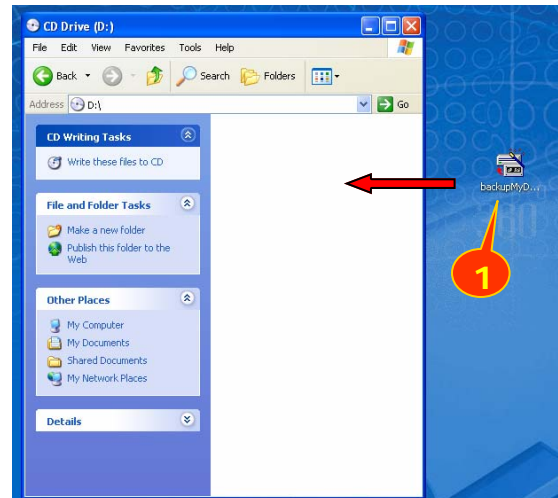 CD Drive (D:)
File Edit View Favorites Tools Help
Back Search Folders
Address D:\ Go
CD Writing Tasks
Write these files to CD
File and Folder Tasks
Make a new folder
Publish this folder to the
Web
Other Places
My Computer
My Documents
Shared Documents
My Network Places
Details
backupMyD...
1